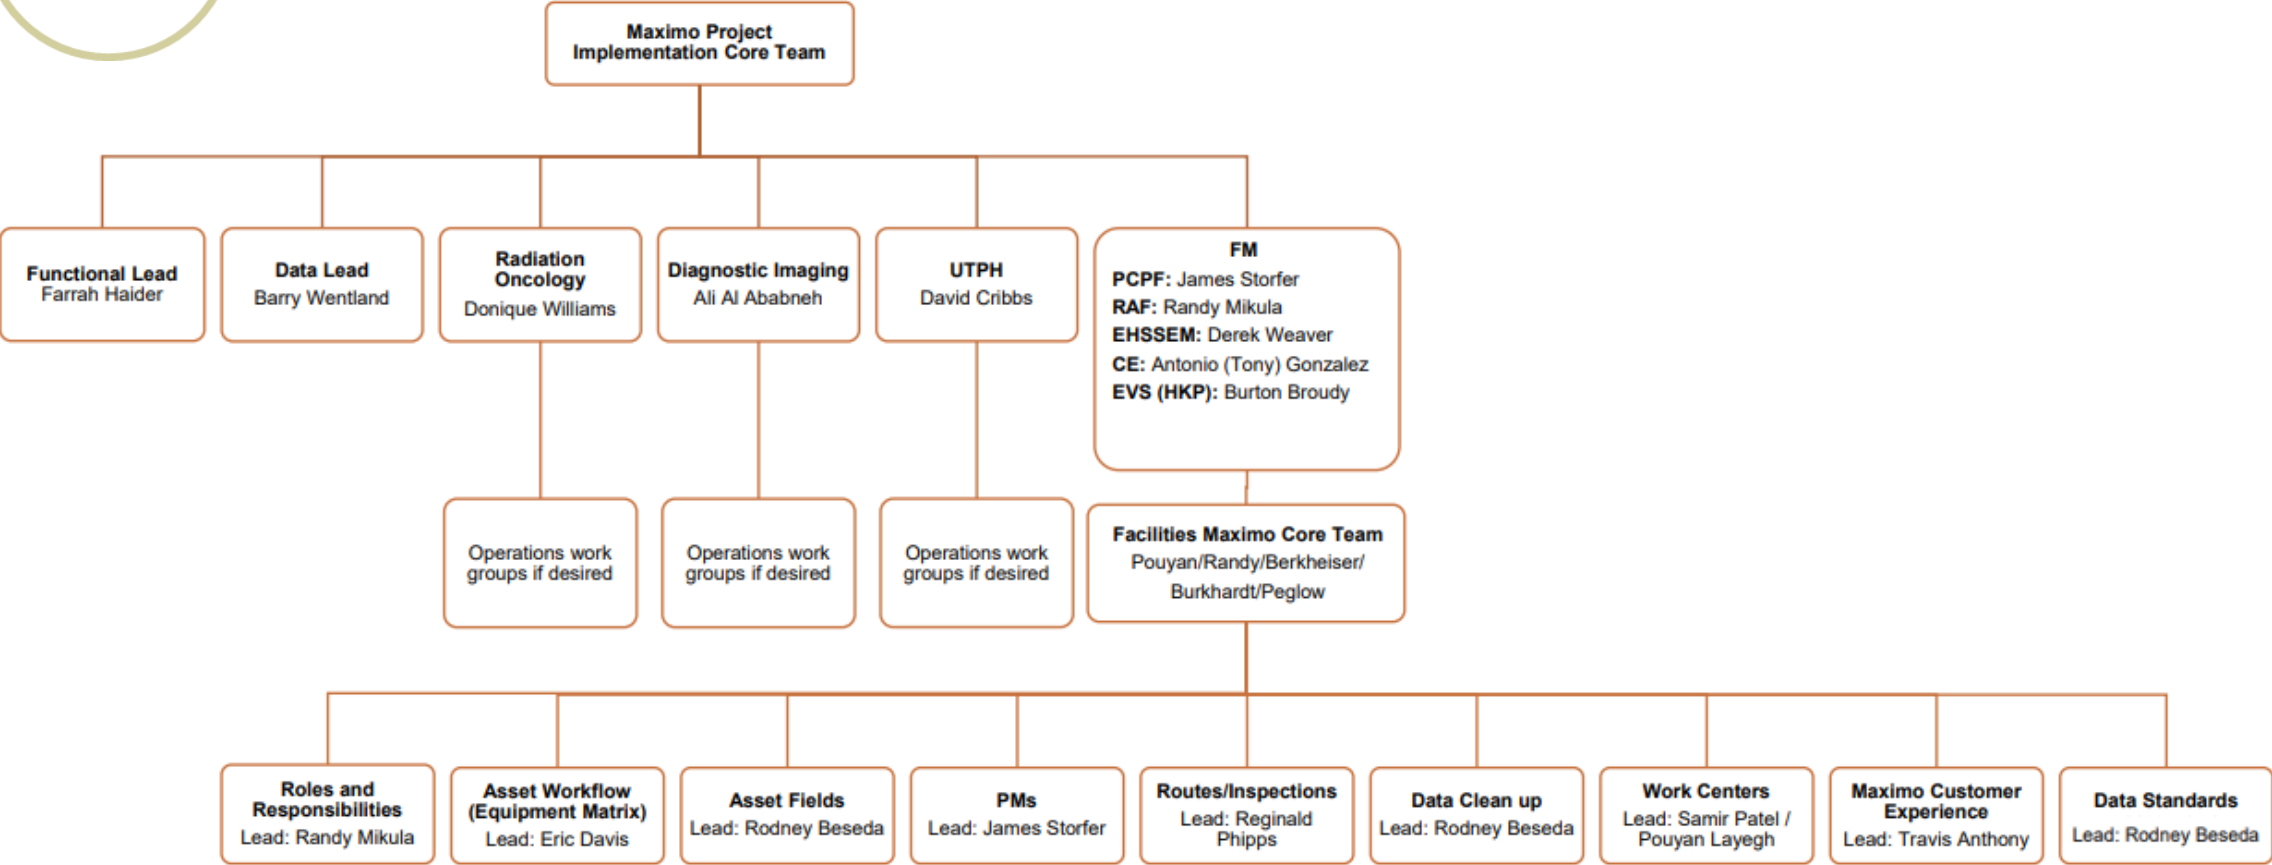 Maximo Project
Implementation Core Team
Functional Lead
Farrah Haider
Data Lead
Barry Wentland
Radiation
Oncology
Donique Williams
Diagnostic Imaging
Ali Al Ababneh
UTPH
David Cribbs
FM
PCPF: James Storfer
RAF: Randy Mikula
EHSSEM: Derek Weaver
CE: Antonio (Tony) Gonzalez
EVS (HKP): Burton Broudy
Operations work
groups if desired
Operations work
groups if desired
Operations work
groups if desired
Facilities Maximo Core Team
Pouyan/Randy/Berkheiser/
Burkhardt/Peglow
Roles and
Responsibilities
Lead: Randy Mikula
Asset Workflow
(Equipment Matrix)
Lead: Eric Davis
Asset Fields
Lead: Rodney Beseda
PMs
Lead: James Storfer
Routes/Inspections
Lead: Reginald
Phipps
Data Clean up
Lead: Rodney Beseda
Work Centers
Lead: Samir Patel /
Pouyan Layegh
Maximo Customer
Experience
Lead: Travis Anthony
Data Standards
Lead: Rodney Beseda